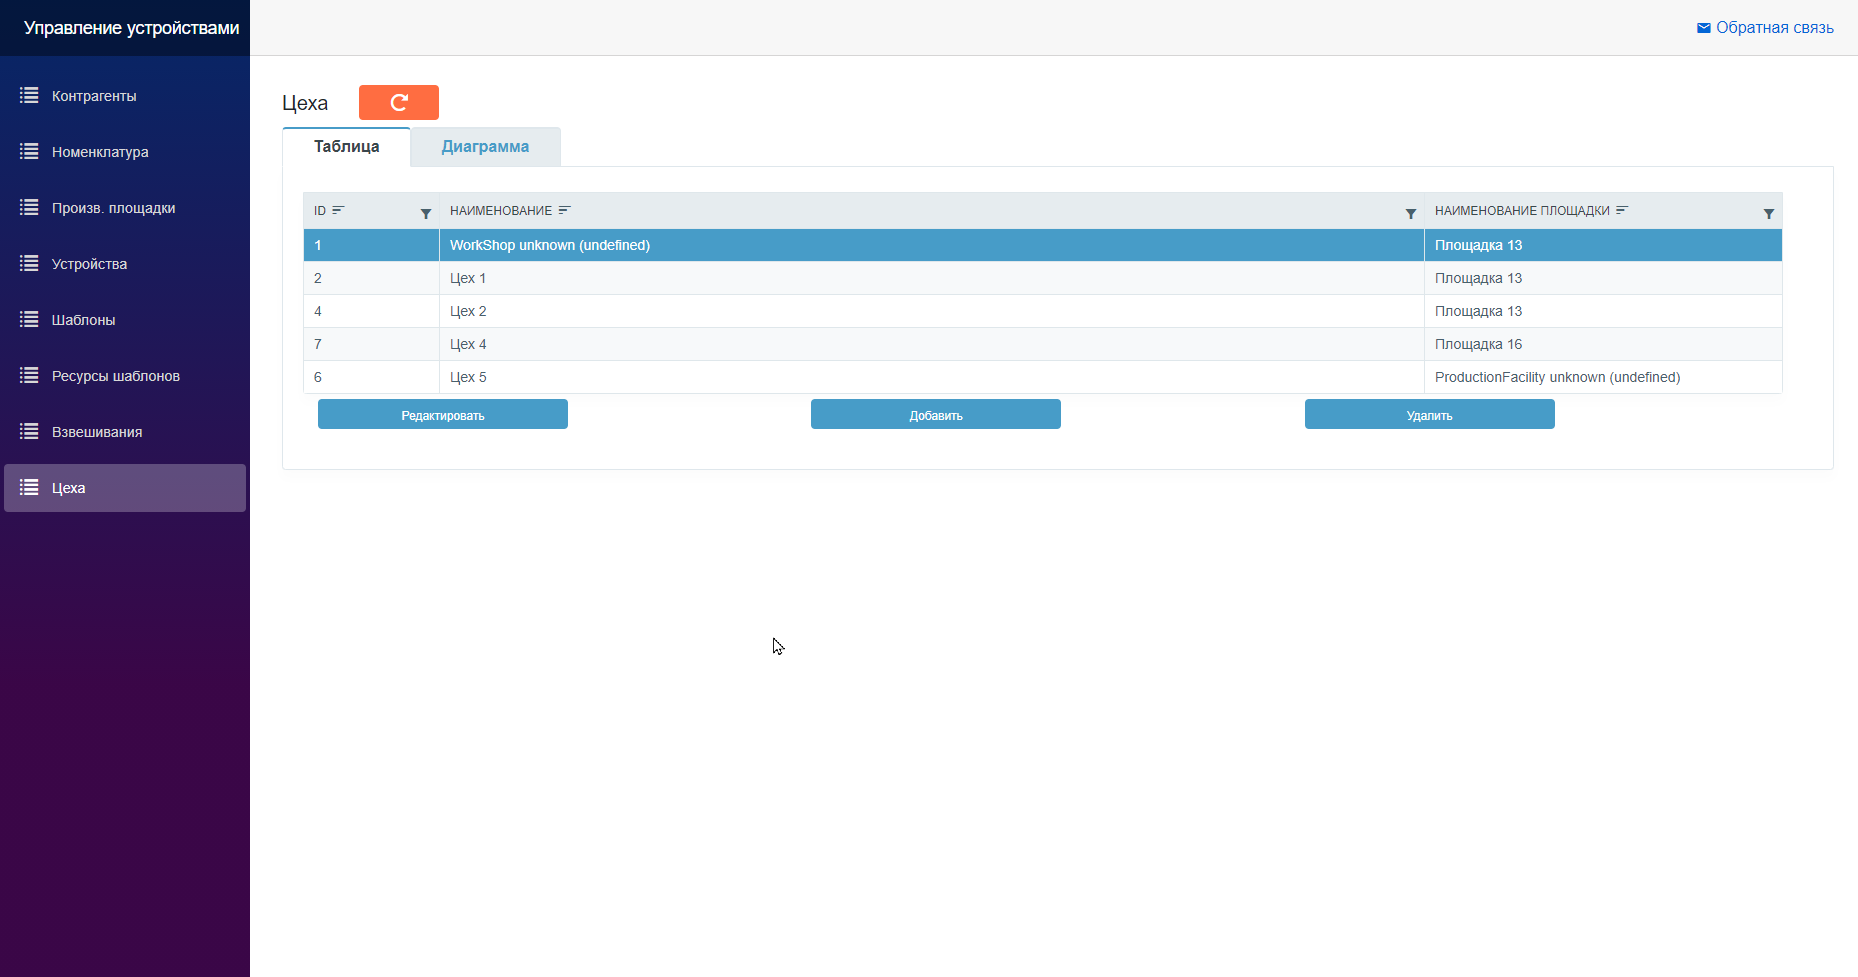 Управление устройствами
Обратная связь
Контрагенты
Номенклатура
Произв. площадки
Устройства
Шаблоны
Ресурсы шаблонов
Взвешивания
Цеха
Цеха
Таблица Диаграмма
ID НАИМЕНОВАНИЕ НАИМЕНОВАНИЕ ПЛОЩАДКИ
1 WorkShop unknown (undefined) Площадка 13
2 Цех 1 Площадка 13
4 Цех 2 Площадка 13
7 Цех 4 Площадка 16
6 Цех 5 ProductionFacility unknown (undefined)
Редактировать Добавить Удалить